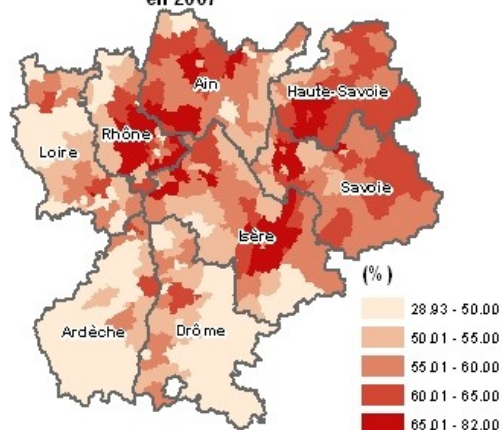 en 2007
Ain
Haute-Savoie
Rhône
Loire
Savoie
Isère
Ardèche
Drôme
(%)
28.93 - 50.00
50.01 - 55.00
55.01 - 60.00
60.01 - 65.00
65.01 - 82.00